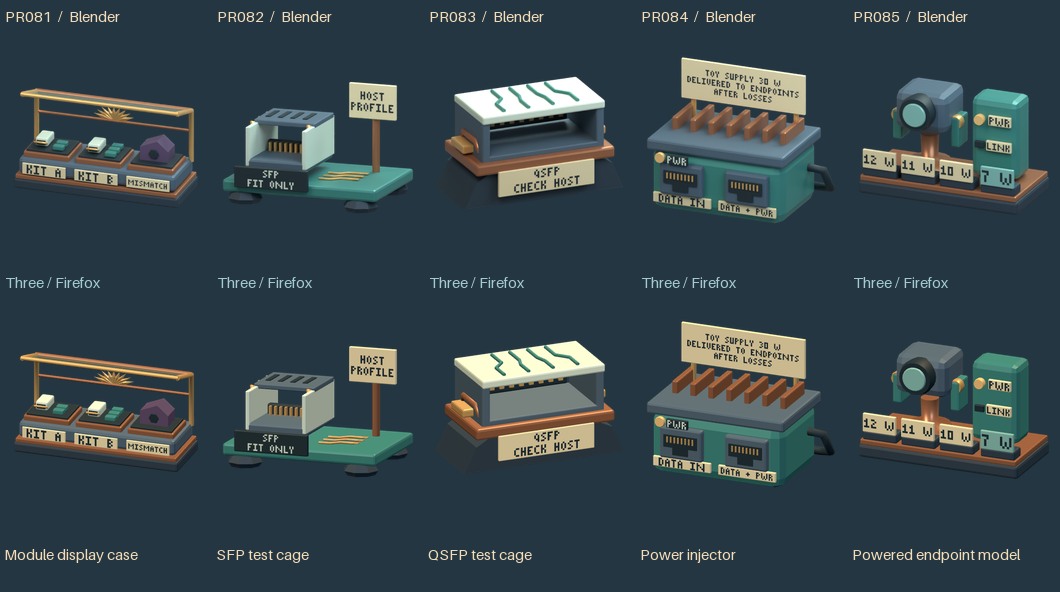 PR081 / Blender
PR082 / Blender
PR083 / Blender
PR084 / Blender
PR085 / Blender
KIT A
KIT B
MISMATCH
HOST
PROFILE
SFP
FIT ONLY
QSFP
CHECK HOST
TOY SUPPLY 30 W
DELIVERED TO ENDPOINTS
AFTER LOSSES
PWR
DATA IN
DATA + PWR
PWR
LINK
12 W
11 W
10 W
7 W
Three / Firefox
Three / Firefox
Three / Firefox
Three / Firefox
Three / Firefox
KIT A
KIT B
MISMATCH
HOST
PROFILE
SFP
FIT ONLY
QSFP
CHECK HOST
TOY SUPPLY 30 W
DELIVERED TO ENDPOINTS
AFTER LOSSES
PWR
DATA IN
DATA + PWR
PWR
LINK
12 W
11 W
10 W
7 W
Module display case
SFP test cage
QSFP test cage
Power injector
Powered endpoint model